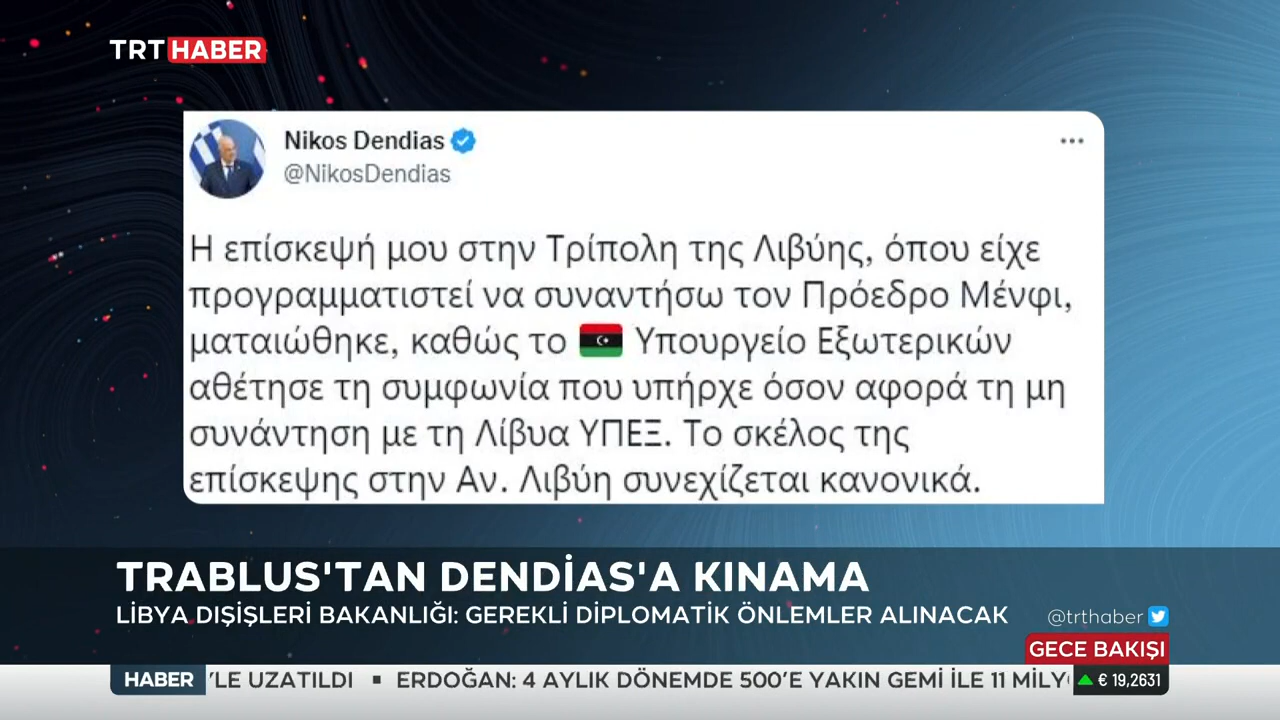 TRT HABER
Nikos Dendias
@NikosDendias
Η επίσκεψή μου στην Τρίπολη της Λιβύης, όπου είχε
προγραμματιστεί να συναντήσω τον Πρόεδρο Μένφι,
ματαιώθηκε, καθώς το 🇱🇾 Υπουργείο Εξωτερικών
αθέτησε τη συμφωνία που υπήρχε όσον αφορά τη μη
συνάντηση με τη Λίβυα ΥΠΕΞ. Το σκέλος της
επίσκεψης στην Αν. Λιβύη συνεχίζεται κανονικά.
TRABLUS'TAN DENDİAS'A KINAMA
LİBYA DIŞİŞLERİ BAKANLIĞI: GEREKLİ DİPLOMATİK ÖNLEMLER ALINACAK
@trthaber
GECE BAKIŞI
HABER 'LE UZATILDI ▪ ERDOĞAN: 4 AYLIK DÖNEMDE 500'E YAKIN GEMİ İLE 11 MİLY
€ 19,2631